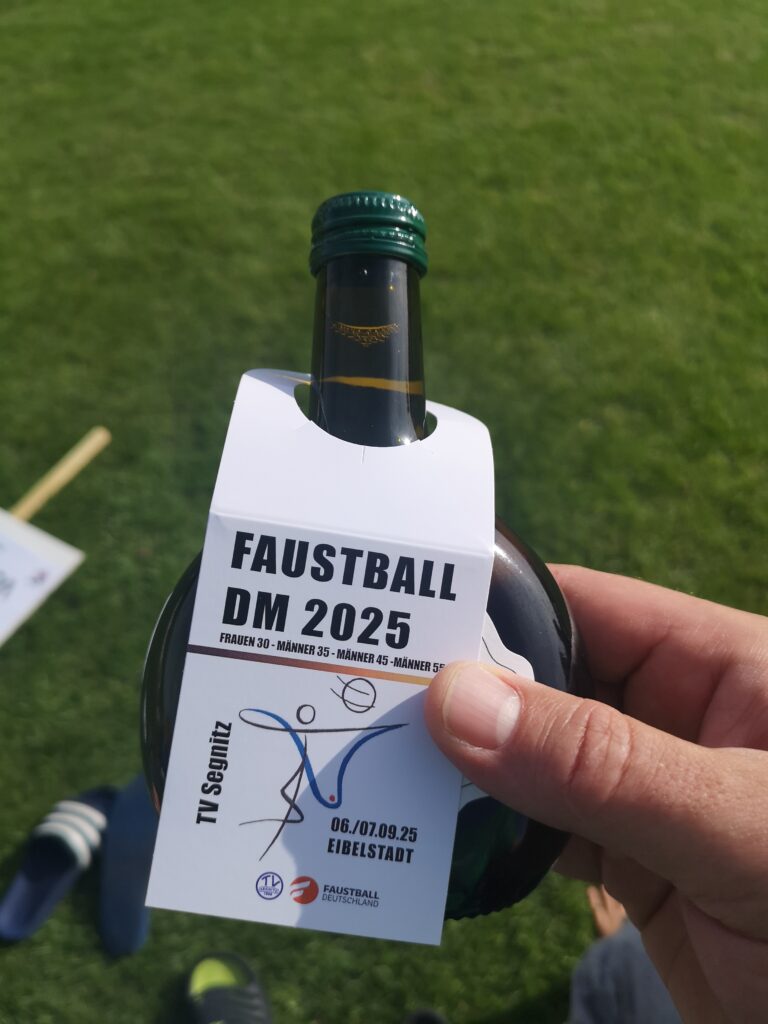 FAUSTBALL
DM 2025
FRAUEN 30 - MÄNNER 35 - MÄNNER 45 -MÄNNER 55
TV Segnitz
06./07.09.25
EIBELSTADT
TV
FAUSTBALL
DEUTSCHLAND